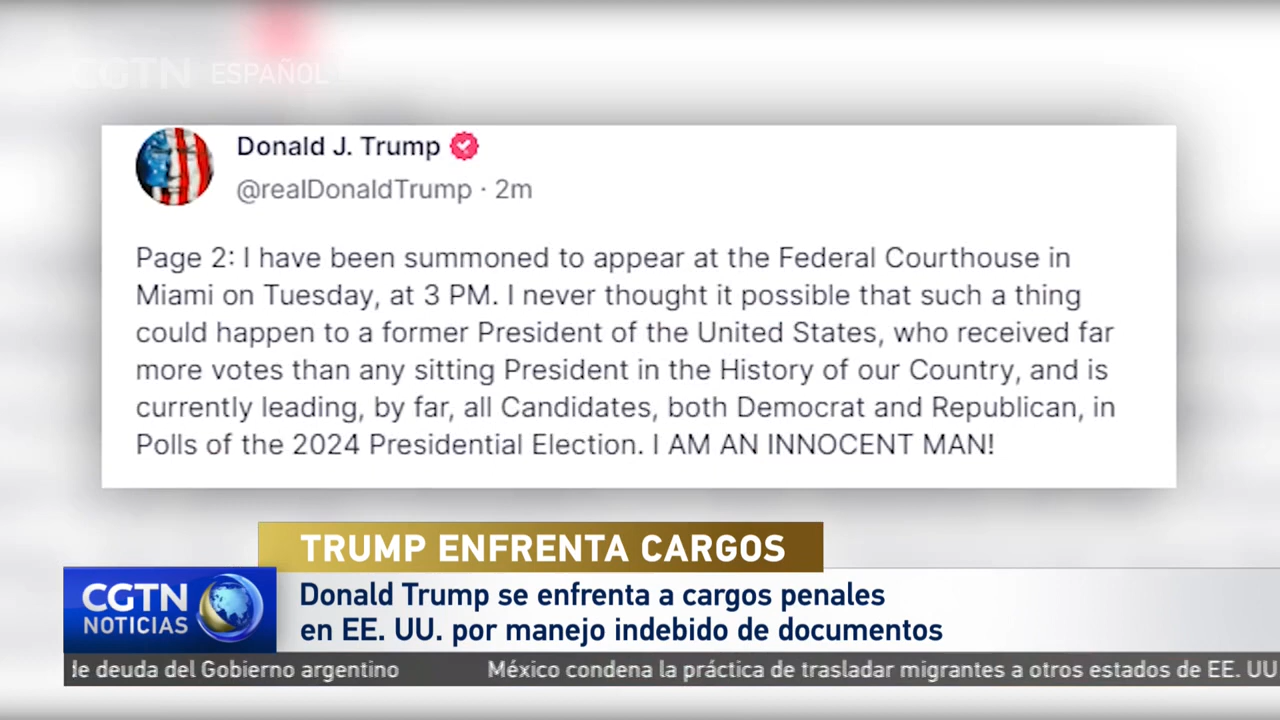 CGTN ESPAÑOL
Donald J. Trump
@realDonaldTrump · 2m
Page 2: I have been summoned to appear at the Federal Courthouse in
Miami on Tuesday, at 3 PM. I never thought it possible that such a thing
could happen to a former President of the United States, who received far
more votes than any sitting President in the History of our Country, and is
currently leading, by far, all Candidates, both Democrat and Republican, in
Polls of the 2024 Presidential Election. I AM AN INNOCENT MAN!
TRUMP ENFRENTA CARGOS
CGTN
NOTICIAS
Donald Trump se enfrenta a cargos penales
en EE. UU. por manejo indebido de documentos
de deuda del Gobierno argentino México condena la práctica de trasladar migrantes a otros estados de EE. UU